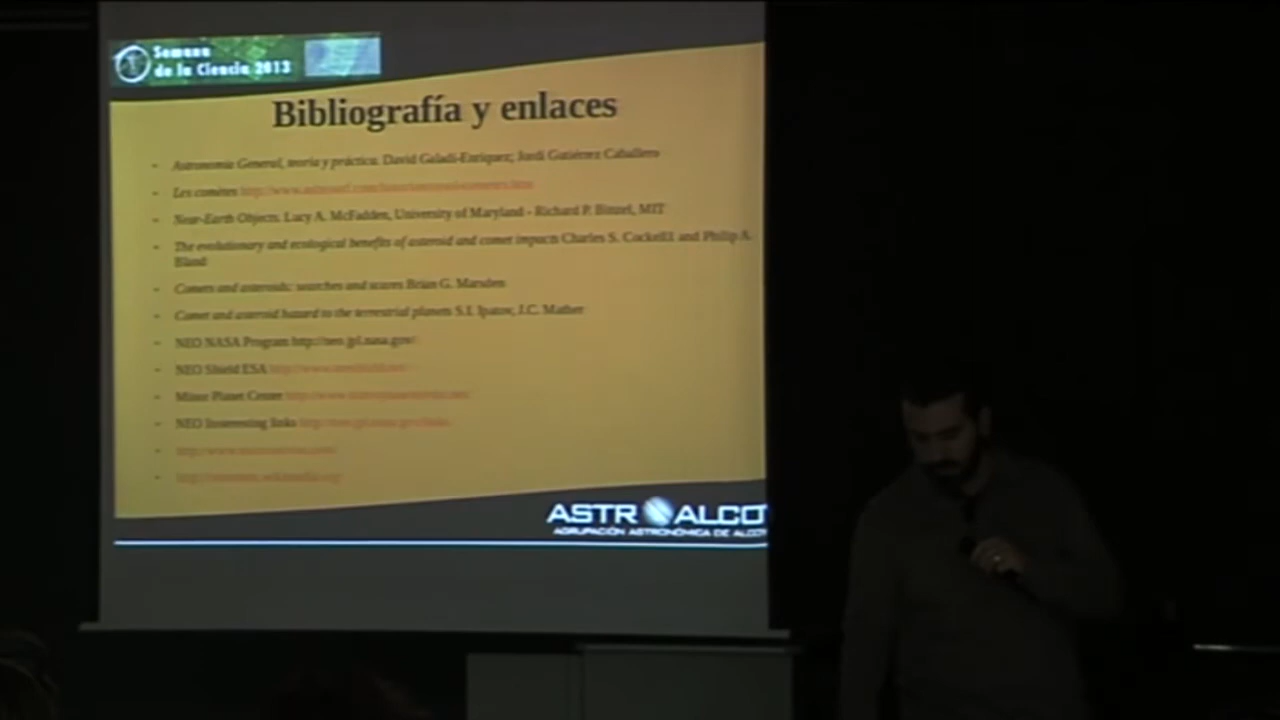 Semana
de la Ciencia 2013
Bibliografía y enlaces
Astronomía General, teoría y práctica. David Galadí-Enríquez; Jordi Gutiérrez Caballero
Les comètes
Near-Earth Objects. Lucy A. McFadden, University of Maryland - Richard P. Binzel, MIT
The evolutionary and ecological benefits of asteroid and comet impacts Charles S. Cockell1 and Philip A.
Bland
Comets and asteroids: searches and scares Brian G. Marsden
Comet and asteroid hazard to the terrestrial planets S.I. Ipatov, J.C. Mather
NEO NASA Program http://neo.jpl.nasa.gov/
NEO Shield ESA
Minor Planet Center
NEO Interesting links
ASTROALCO
AGRUPACIÓN ASTRONÓMICA DE ALCOY